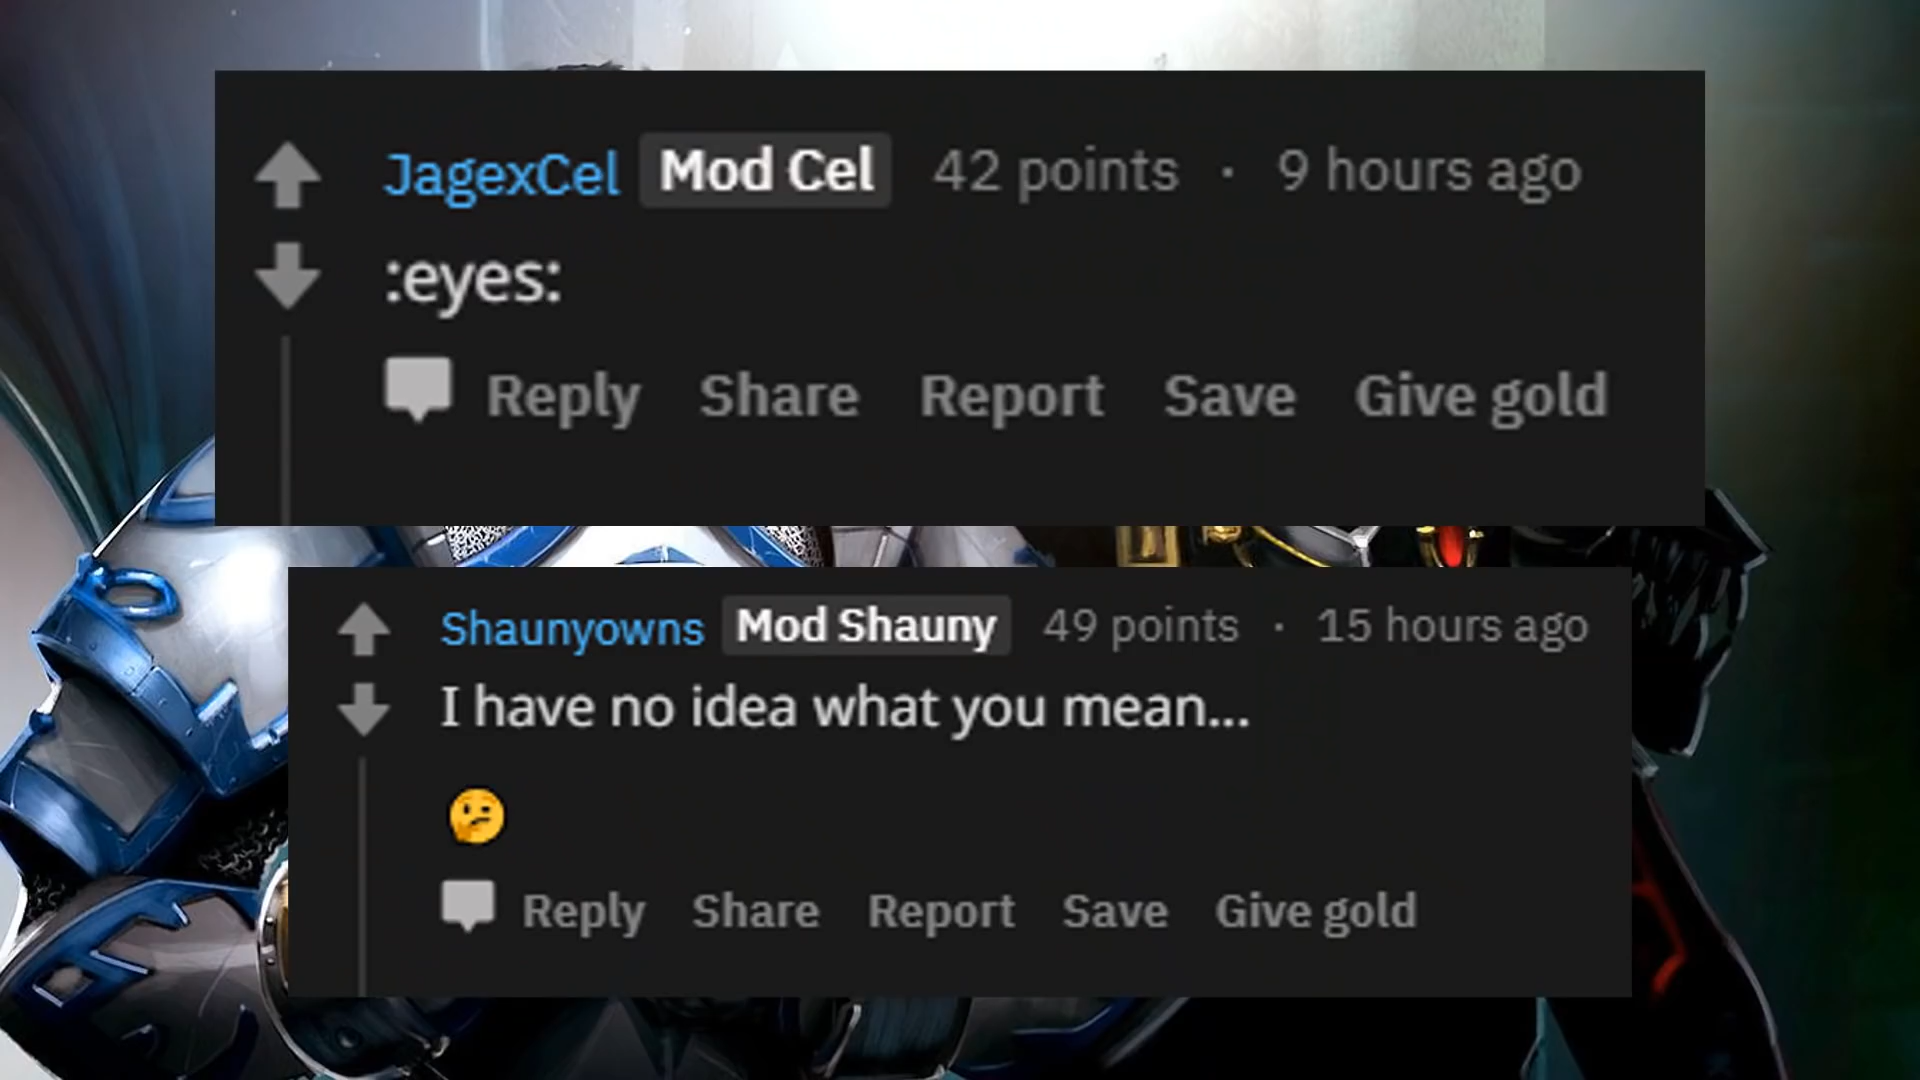 JagexCel Mod Cel 42 points · 9 hours ago
:eyes:
Reply Share Report Save Give gold
Shaunyowns Mod Shauny 49 points · 15 hours ago
I have no idea what you mean...
🤔
Reply Share Report Save Give gold